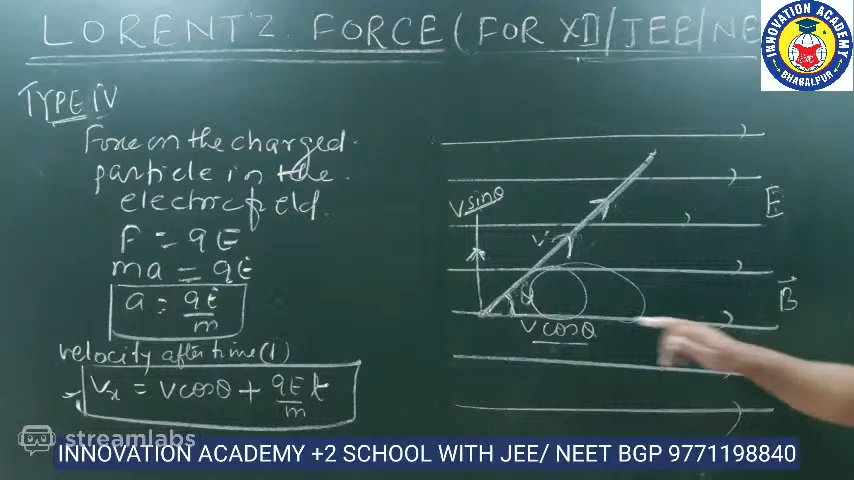 LORENT'Z FORCE (FOR XII/JEE/NE
INNOVATION ACADEMY
BHAGALPUR
TYPE IV
Force on the charged
particle in the
electric field.
F = qE
ma = qE
a = qE/m
velocity after time (t)
Vx = Vcosθ + qE/m t
Vsinθ
V
θ
Vcosθ
E
B
streamlabs
INNOVATION ACADEMY +2 SCHOOL WITH JEE/ NEET BGP 9771198840